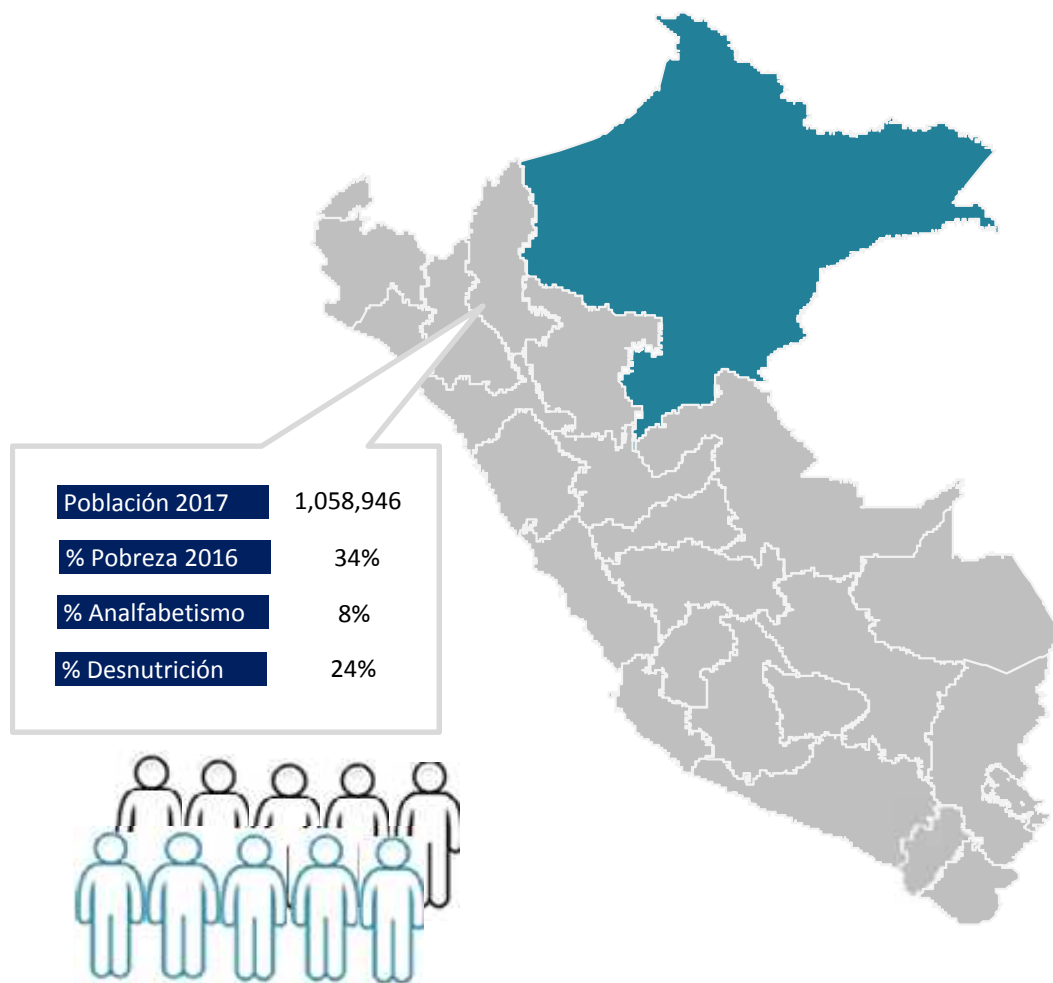 Población 2017 1,058,946
% Pobreza 2016 34%
% Analfabetismo 8%
% Desnutrición 24%